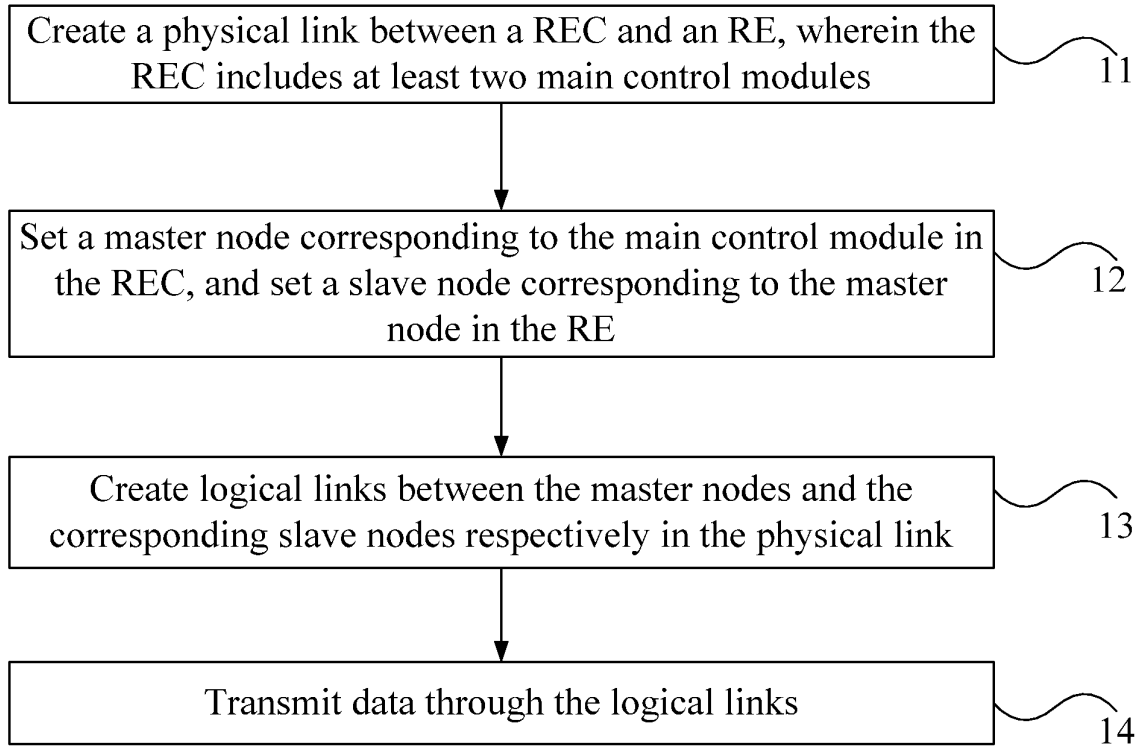 Create a physical link between a REC and an RE, wherein the
REC includes at least two main control modules
11
Set a master node corresponding to the main control module in
the REC, and set a slave node corresponding to the master
node in the RE
12
Create logical links between the master nodes and the
corresponding slave nodes respectively in the physical link
13
Transmit data through the logical links
14